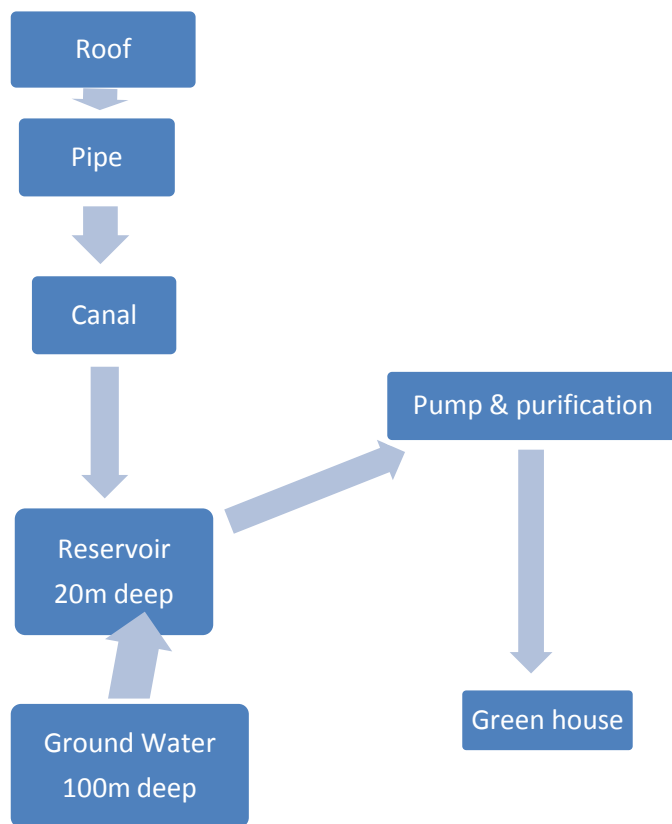 Roof
Pipe
Canal
Pump & purification
Reservoir
20m deep
Green house
Ground Water
100m deep